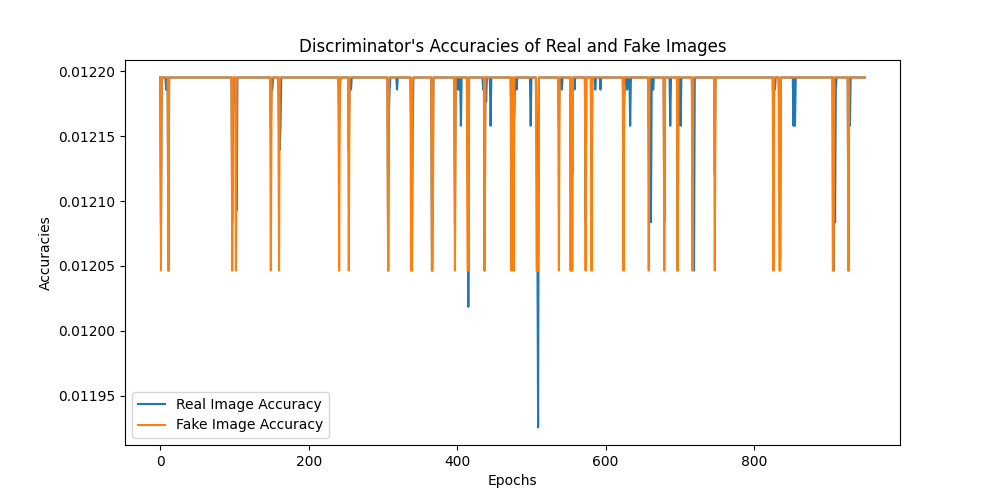 Discriminator's Accuracies of Real and Fake Images
0.01220
0.01215
0.01210
0.01205
0.01200
0.01195
Accuracies
Real Image Accuracy
Fake Image Accuracy
0 200 400 600 800
Epochs